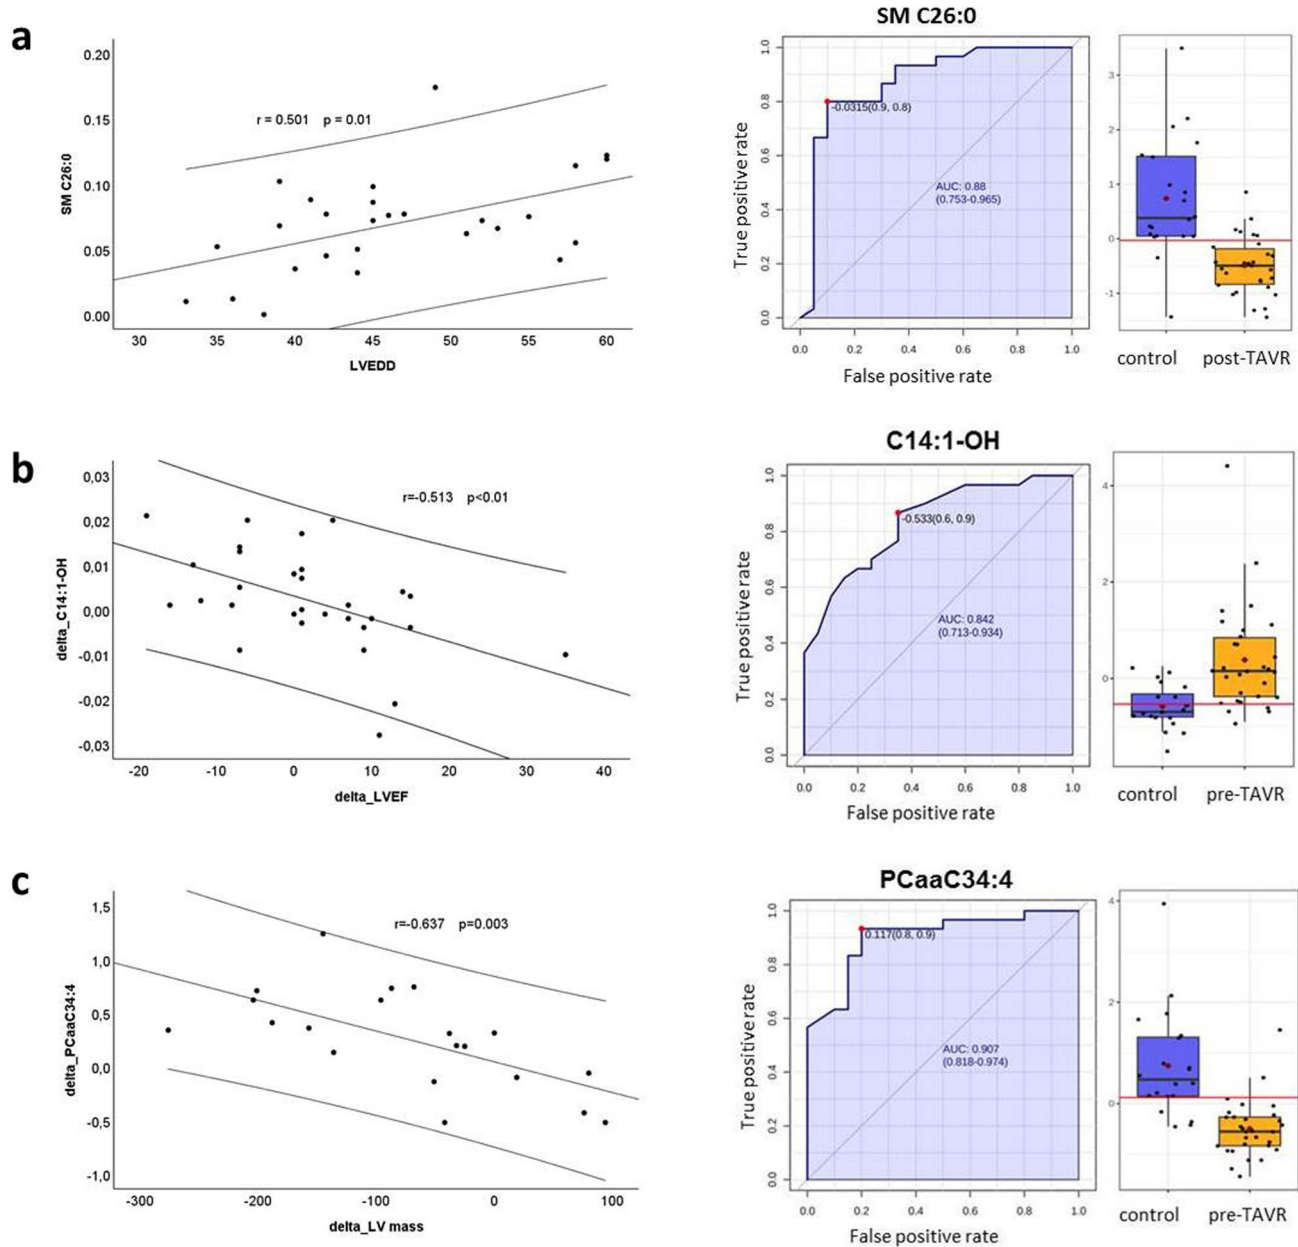 a
0.20
0.15
0.10
0.05
0.00
SM C26:0
r = 0.501 p = 0.01
30 35 40 45 50 55 60
LVEDD
SM C26:0
1.0
0.8
0.6
0.4
0.2
0.0
True positive rate
-0.0315(0.9, 0.8)
AUC: 0.88
(0.753-0.965)
0.0 0.2 0.4 0.6 0.8 1.0
False positive rate
3
2
1
0
-1
control post-TAVR
b
0,03
0,02
0,01
0,00
-0,01
-0,02
-0,03
delta_C14:1-OH
r=-0.513 p<0.01
-20 -10 0 10 20 30 40
delta_LVEF
C14:1-OH
1.0
0.8
0.6
0.4
0.2
0.0
True positive rate
-0.533(0.6, 0.9)
AUC: 0.842
(0.713-0.934)
0.0 0.2 0.4 0.6 0.8 1.0
False positive rate
4
2
0
control pre-TAVR
c
1,5
1,0
0,5
0,0
-0,5
-1,0
delta_PCaaC34:4
r=-0.637 p=0.003
-300 -200 -100 0 100
delta_LV mass
PCaaC34:4
1.0
0.8
0.6
0.4
0.2
0.0
True positive rate
0.117(0.8, 0.9)
AUC: 0.907
(0.818-0.974)
0.0 0.2 0.4 0.6 0.8 1.0
False positive rate
4
2
0
control pre-TAVR